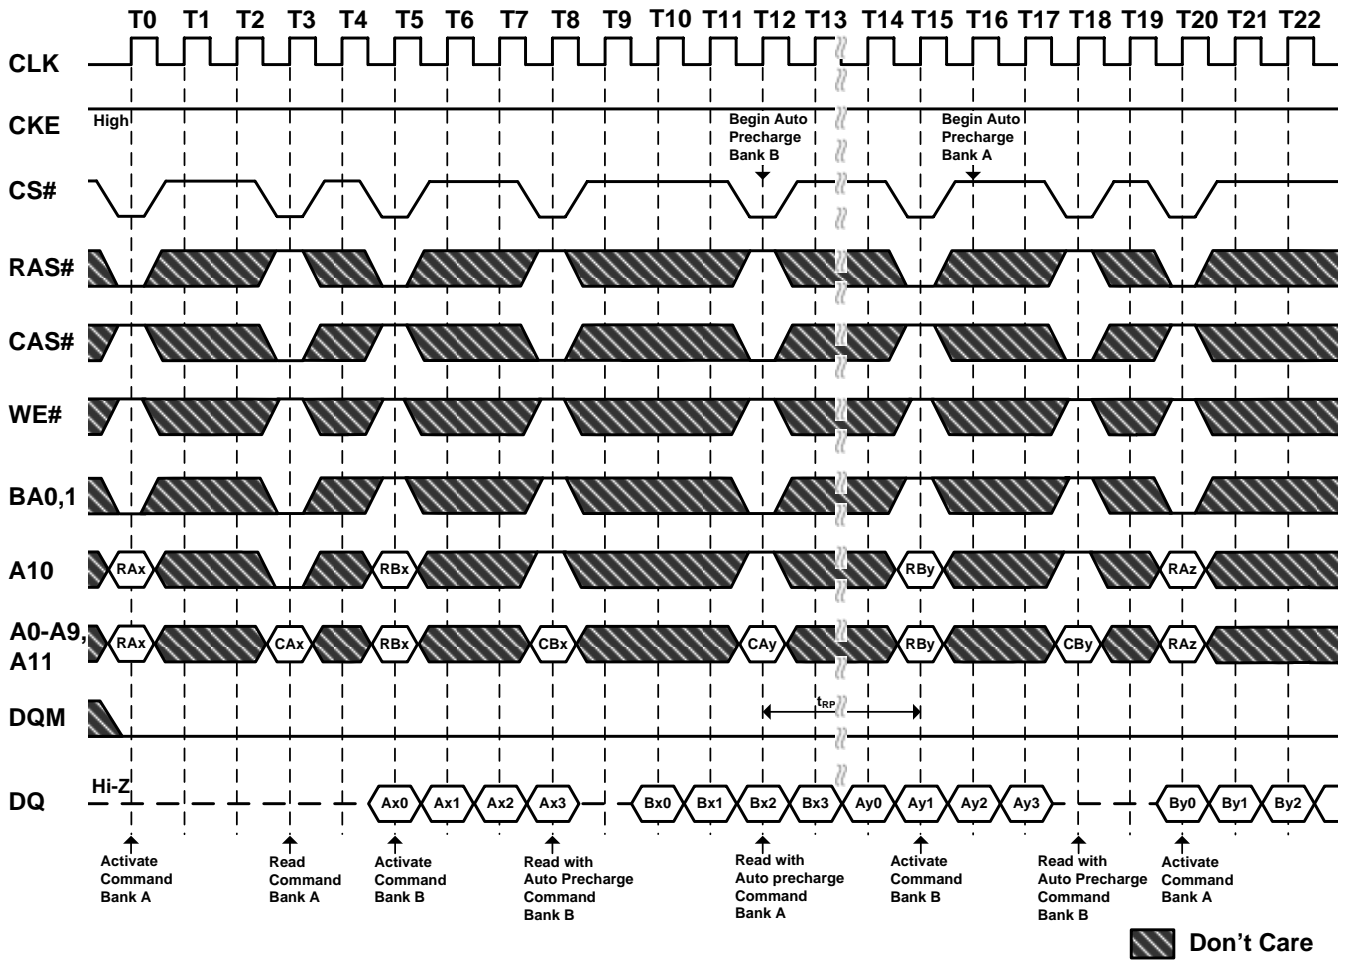 T0 T1 T2 T3 T4 T5 T6 T7 T8 T9 T10 T11 T12 T13 T14 T15 T16 T17 T18 T19 T20 T21 T22
CLK
CKE
High
Begin Auto
Precharge
Bank B
Begin Auto
Precharge
Bank A
CS#
RAS#
CAS#
WE#
BA0,1
A10
RAx RBx RBy RAz
A0-A9,
A11
RAx CAx RBx CBx CAy RBy CBy RAz
DQM
tRP
DQ
Hi-Z
Ax0 Ax1 Ax2 Ax3 Bx0 Bx1 Bx2 Bx3 Ay0 Ay1 Ay2 Ay3 By0 By1 By2
Activate
Command
Bank A
Read
Command
Bank A
Activate
Command
Bank B
Read with
Auto Precharge
Command
Bank B
Read with
Auto precharge
Command
Bank A
Activate
Command
Bank B
Read with
Auto Precharge
Command
Bank B
Activate
Command
Bank A
Don't Care